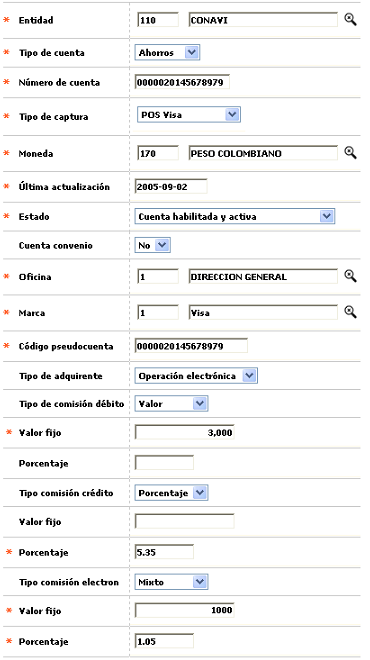 * Entidad 110 CONAVI
* Tipo de cuenta Ahorros
* Número de cuenta 0000020145678979
* Tipo de captura POS Visa
* Moneda 170 PESO COLOMBIANO
* Última actualización 2005-09-02
* Estado Cuenta habilitada y activa
Cuenta convenio No
* Oficina 1 DIRECCION GENERAL
* Marca 1 Visa
* Código pseudocuenta 0000020145678979
Tipo de adquirente Operación electrónica
Tipo de comisión débito Valor
* Valor fijo 3,000
Porcentaje
Tipo comisión crédito Porcentaje
Valor fijo
* Porcentaje 5.35
Tipo comisión electron Mixto
* Valor fijo 1000
* Porcentaje 1.05